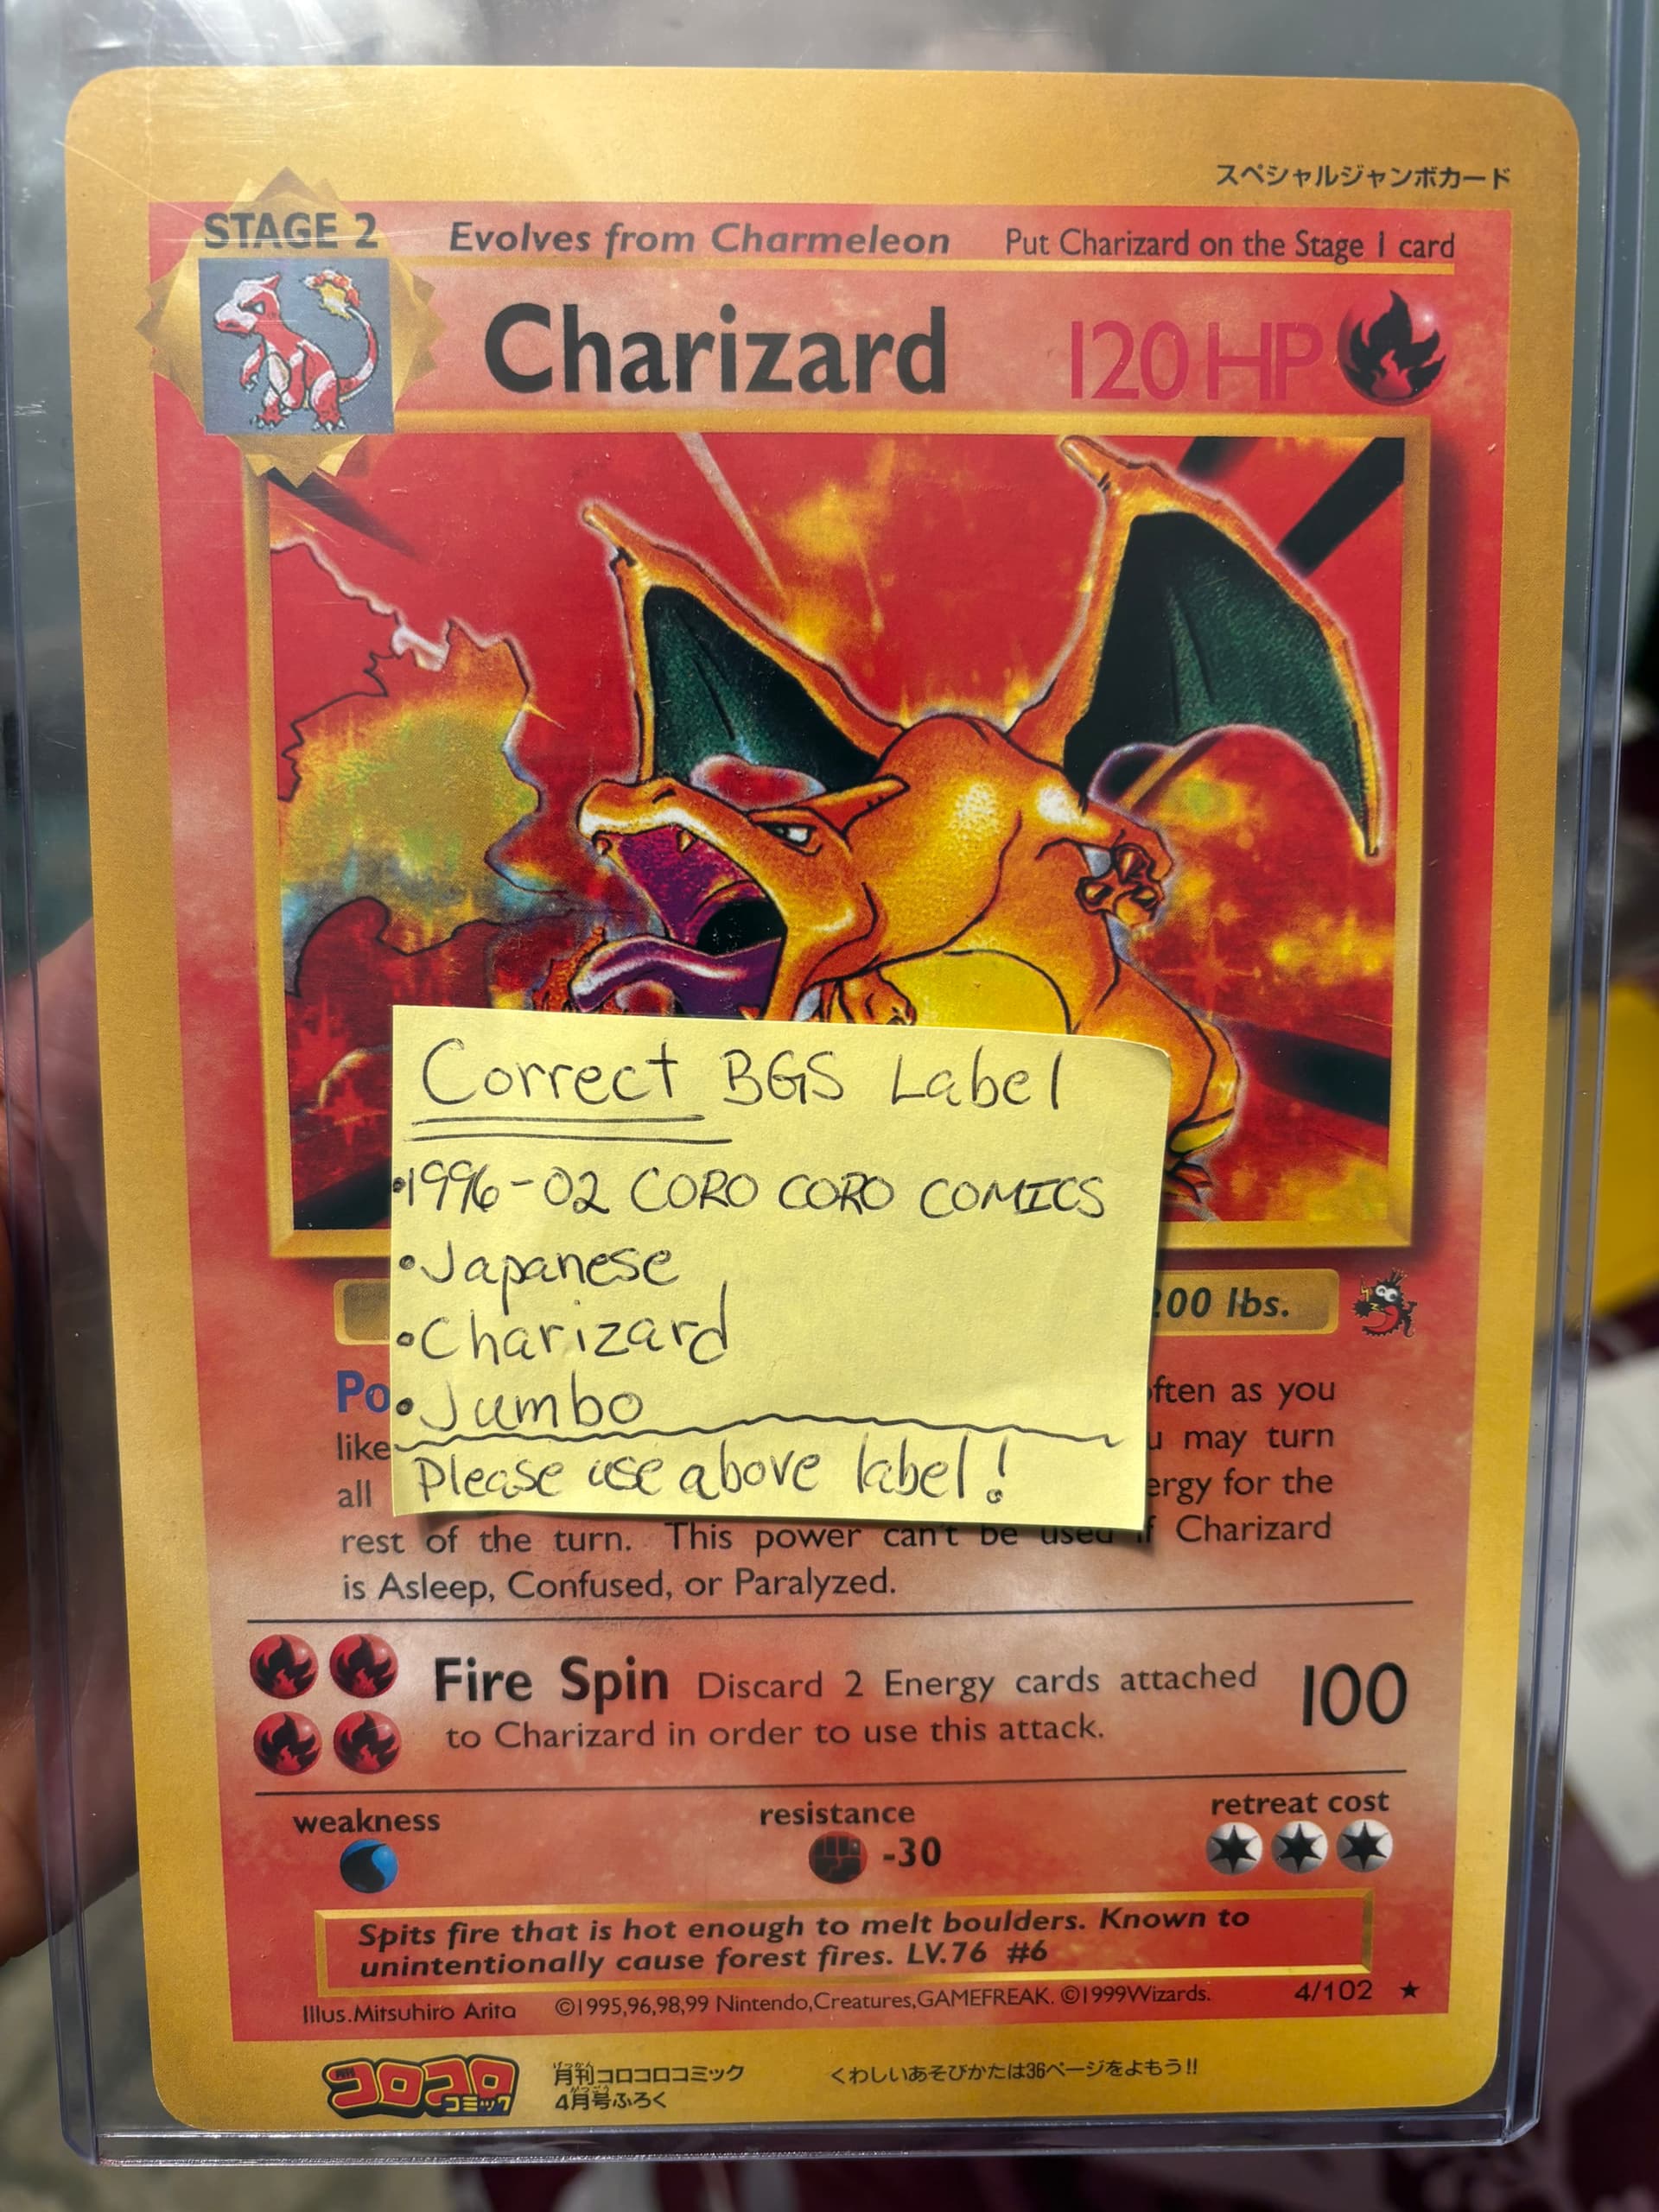 スペシャルジャンボカード
STAGE 2 Evolves from Charmeleon Put Charizard on the Stage 1 card
Charizard 120 HP
Correct BGS Label
•1996-02 CORO CORO COMICS
•Japanese
•Charizard
•Jumbo
Please use above label!
200 lbs.
often as you
like may turn
all ergy for the
rest of the turn. This power can't be used if Charizard
is Asleep, Confused, or Paralyzed.
Fire Spin Discard 2 Energy cards attached
to Charizard in order to use this attack.
100
weakness resistance retreat cost
-30
Spits fire that is hot enough to melt boulders. Known to
unintentionally cause forest fires. LV.76 #6
4/102 ★
Illus.Mitsuhiro Arita ©1995,96,98,99 Nintendo,Creatures,GAMEFREAK. ©1999Wizards.
コロコロ
コミック
月刊コロコロコミック
4月号ふろく
くわしいあそびかたは36ページをよもう!!